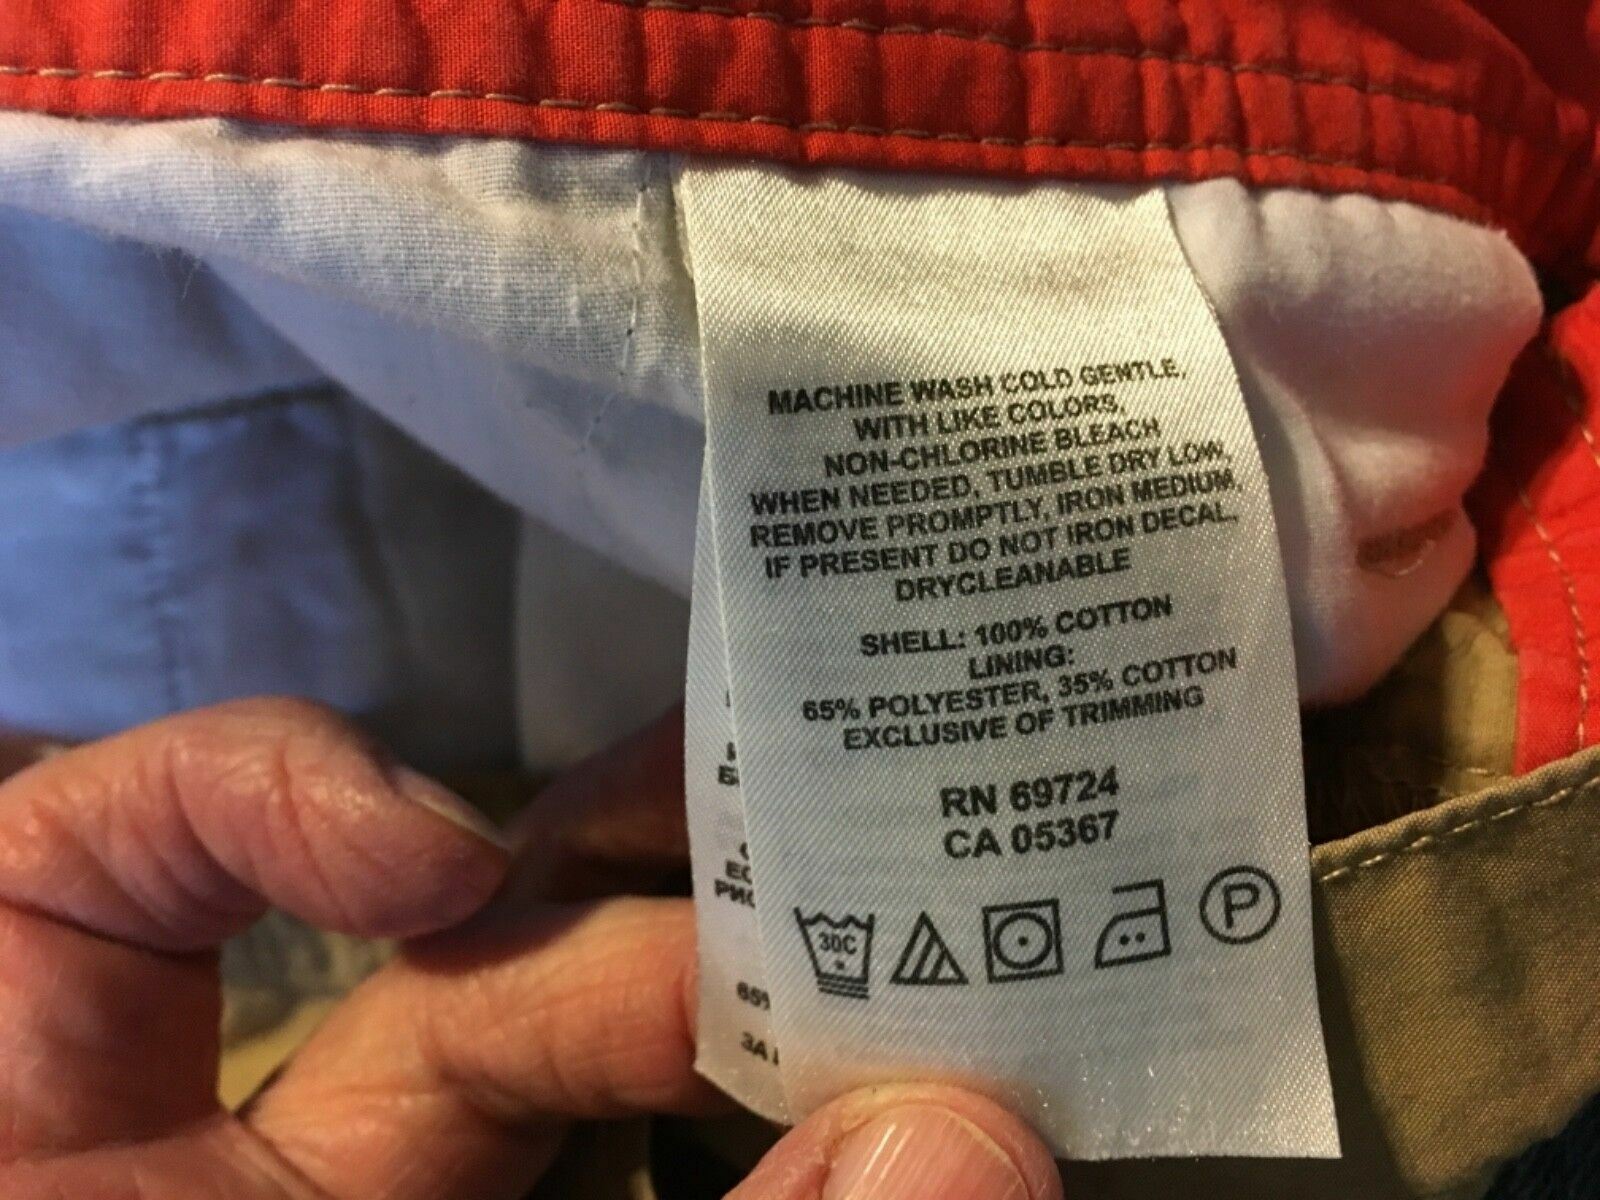 MACHINE WASH COLD GENTLE,
WITH LIKE COLORS,
NON-CHLORINE BLEACH
WHEN NEEDED, TUMBLE DRY LOW,
REMOVE PROMPTLY, IRON MEDIUM,
IF PRESENT DO NOT IRON DECAL,
DRYCLEANABLE
SHELL: 100% COTTON
LINING:
65% POLYESTER, 35% COTTON
EXCLUSIVE OF TRIMMING
RN 69724
CA 05367
30C
P
65%